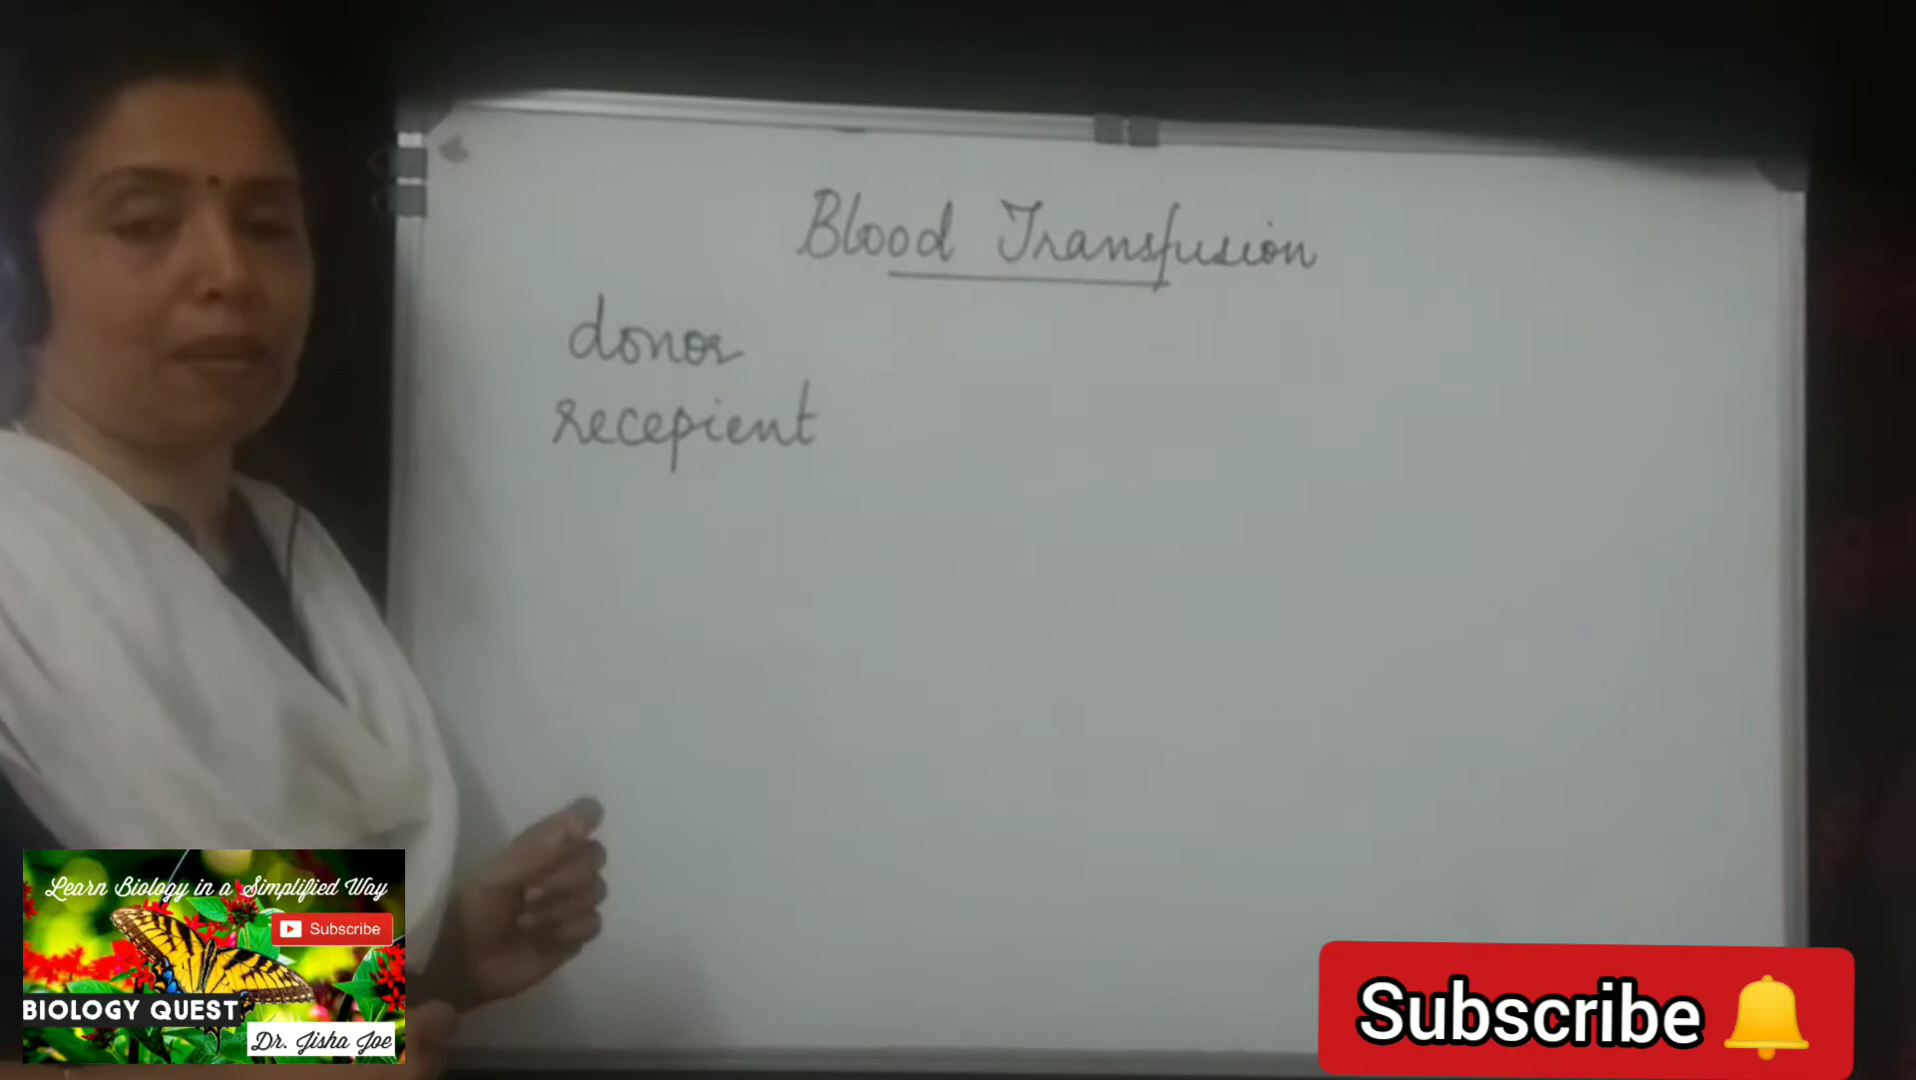 Blood Transfusion
donor
recepient
Learn Biology in a Simplified Way
Subscribe
BIOLOGY QUEST
Dr. Jisha Joe
Subscribe